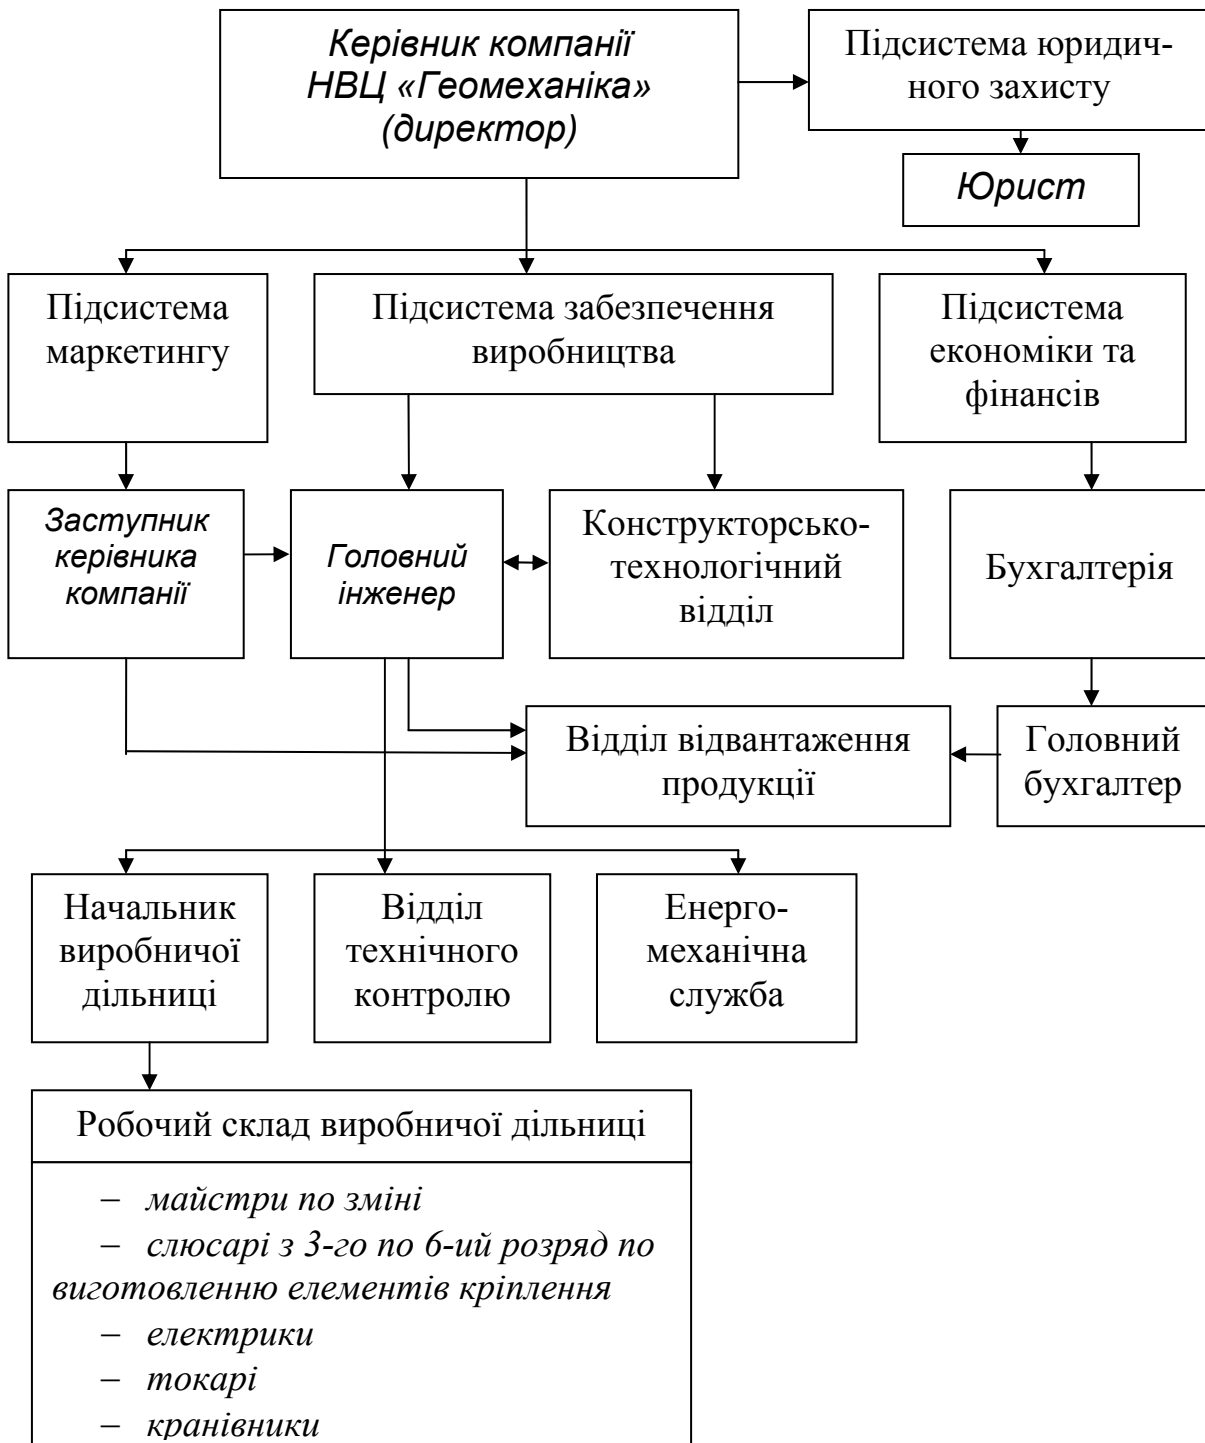 Керівник компанії
НВЦ «Геомеханіка»
(директор)
Підсистема юридич-
ного захисту
Юрист
Підсистема
маркетингу
Підсистема забезпечення
виробництва
Підсистема
економіки та
фінансів
Заступник
керівника
компанії
Головний
інженер
Конструкторсько-
технологічний
відділ
Бухгалтерія
Відділ відвантаження
продукції
Головний
бухгалтер
Начальник
виробничої
дільниці
Відділ
технічного
контролю
Енерго-
механічна
служба
Робочий склад виробничої дільниці
– майстри по зміні
– слюсарі з 3-го по 6-ий розряд по
виготовленню елементів кріплення
– електрики
– токарі
– кранівники